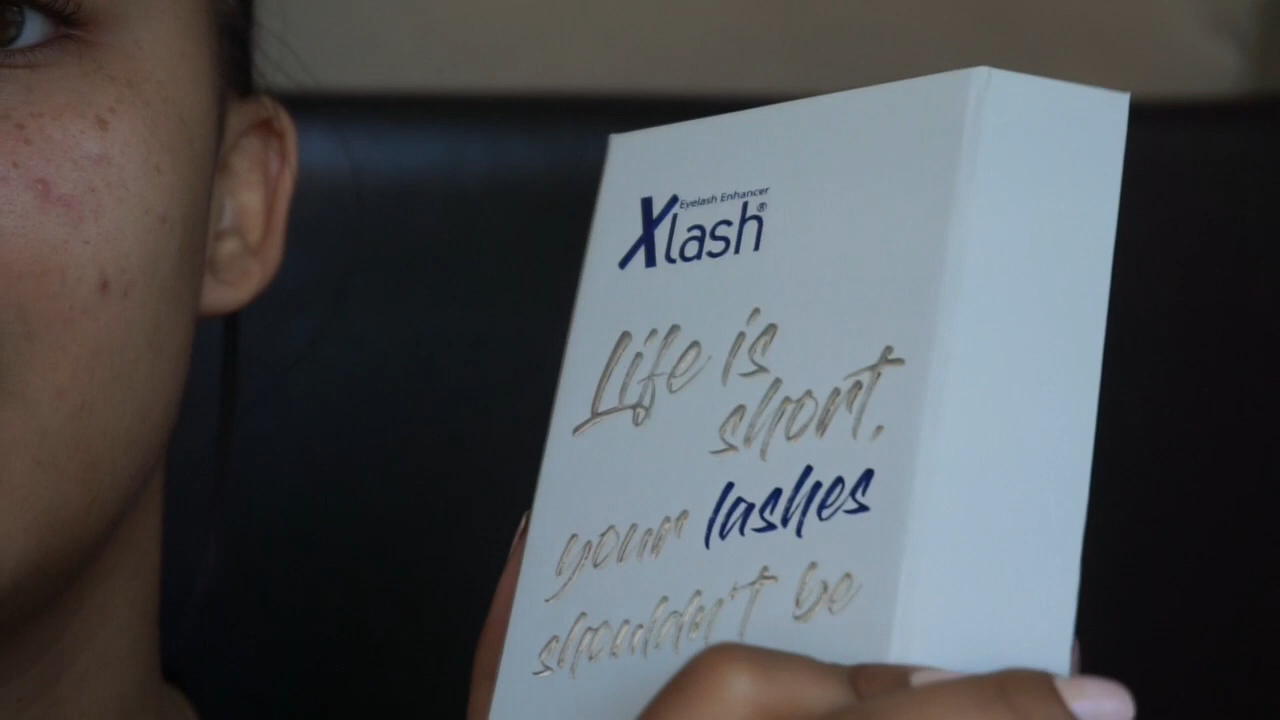 Eyelash Enhancer
Xlash®
Life is
short.
your lashes
shouldn't be